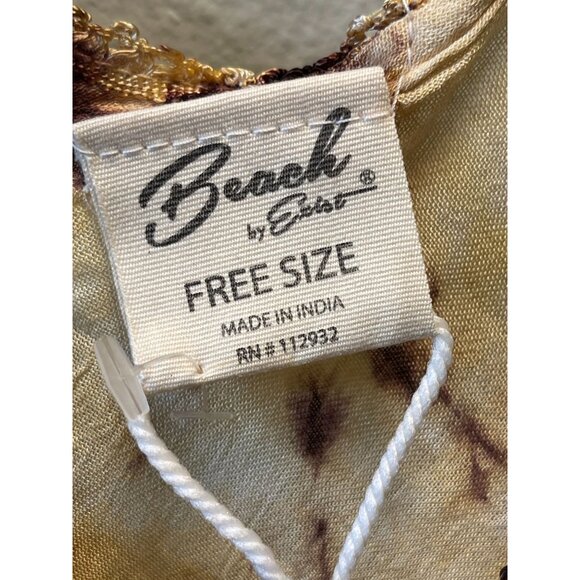 Beach
by Exist ®
FREE SIZE
MADE IN INDIA
RN # 112932